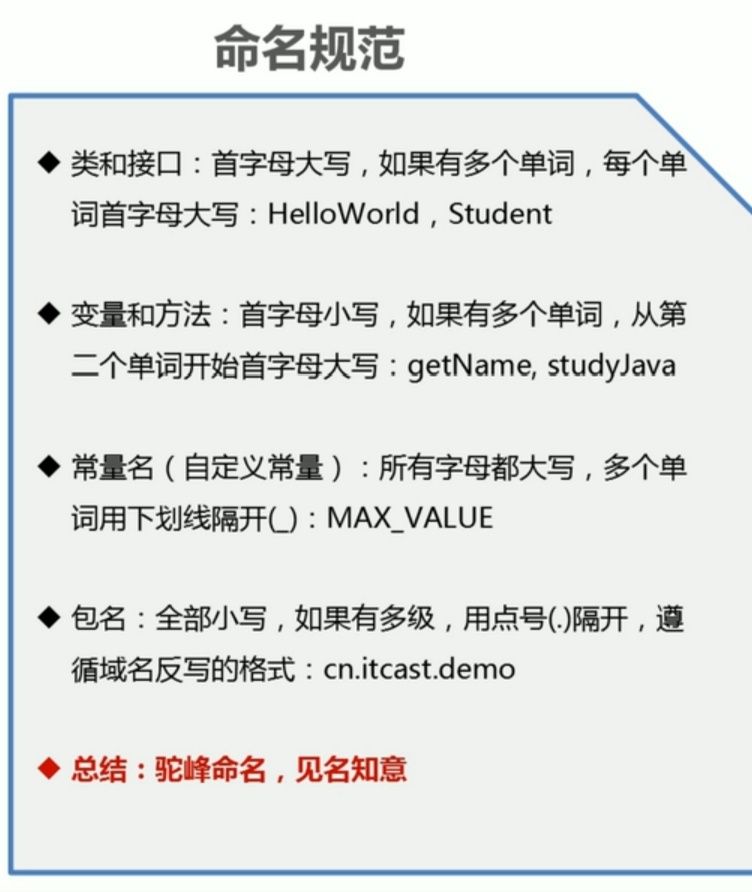 命名规范
◆ 类和接口：首字母大写，如果有多个单词，每个单
词首字母大写：HelloWorld，Student
◆ 变量和方法：首字母小写，如果有多个单词，从第
二个单词开始首字母大写：getName, studyJava
◆ 常量名（自定义常量）：所有字母都大写，多个单
词用下划线隔开(_)：MAX_VALUE
◆ 包名：全部小写，如果有多级，用点号(.)隔开，遵
循域名反写的格式：cn.itcast.demo
◆ 总结：驼峰命名，见名知意